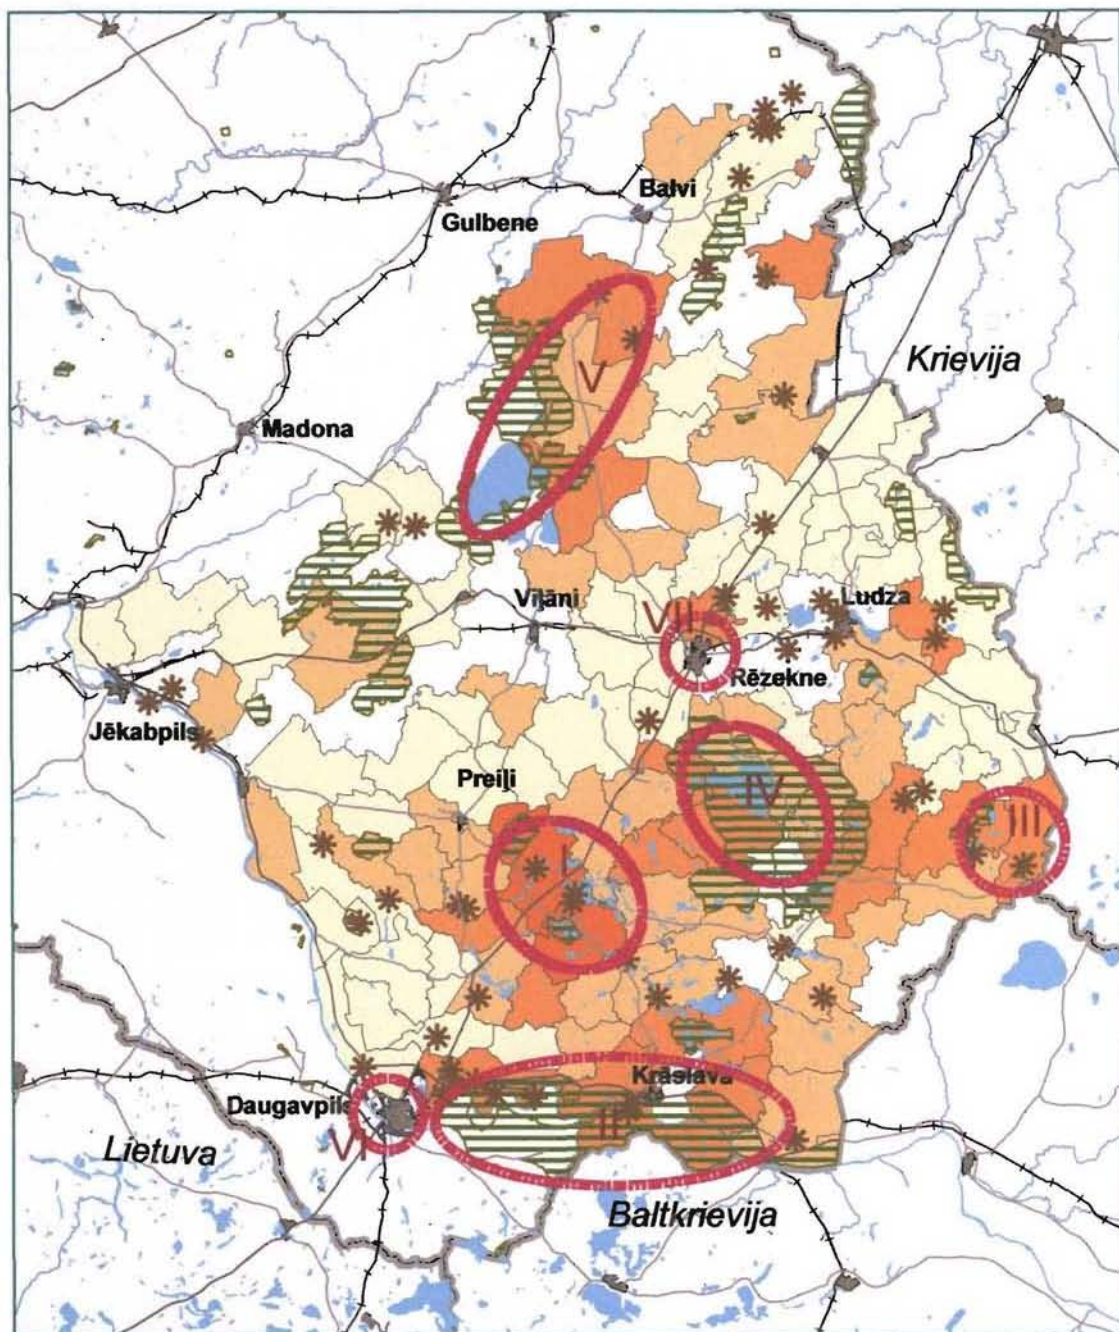 Balvi
Gulbene
Krievija
V
Madona
Viļāni
Ludza
VII
Rēzekne
Jēkabpils
Preiļi
IV
III
I
Krāslava
Daugavpils
II
VI
Lietuva
Baltkrievija